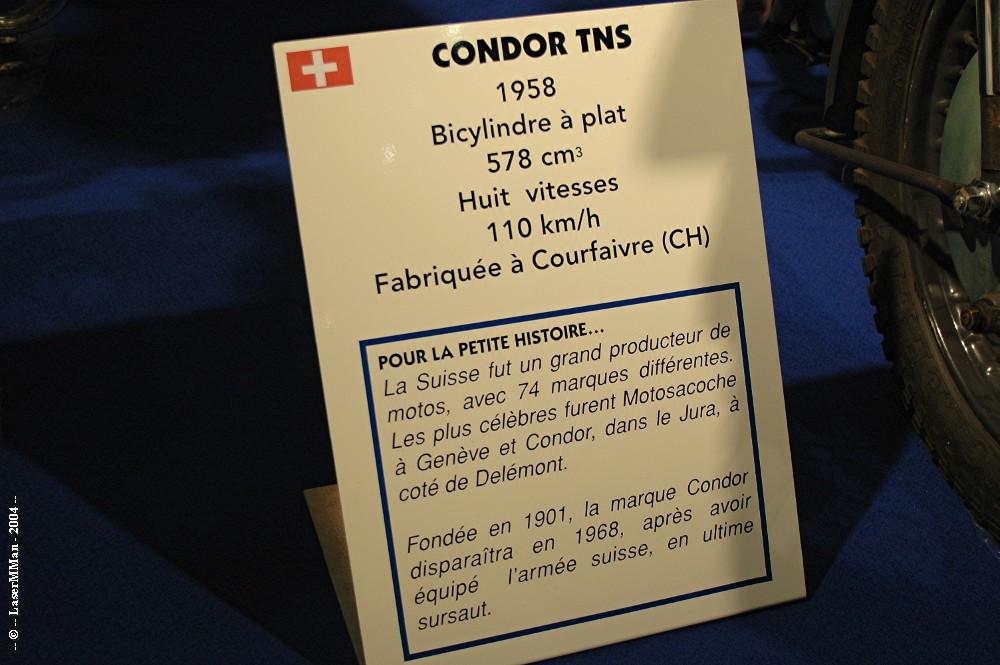 CONDOR TNS
1958
Bicylindre à plat
578 cm³
Huit vitesses
110 km/h
Fabriquée à Courfaivre (CH)
POUR LA PETITE HISTOIRE...
La Suisse fut un grand producteur de
motos, avec 74 marques différentes.
Les plus célèbres furent Motosacoche
à Genève et Condor, dans le Jura, à
coté de Delémont.
Fondée en 1901, la marque Condor
disparaîtra en 1968, après avoir
équipé l'armée suisse, en ultime
sursaut.
-- © -- LaserMMan - 2004 --